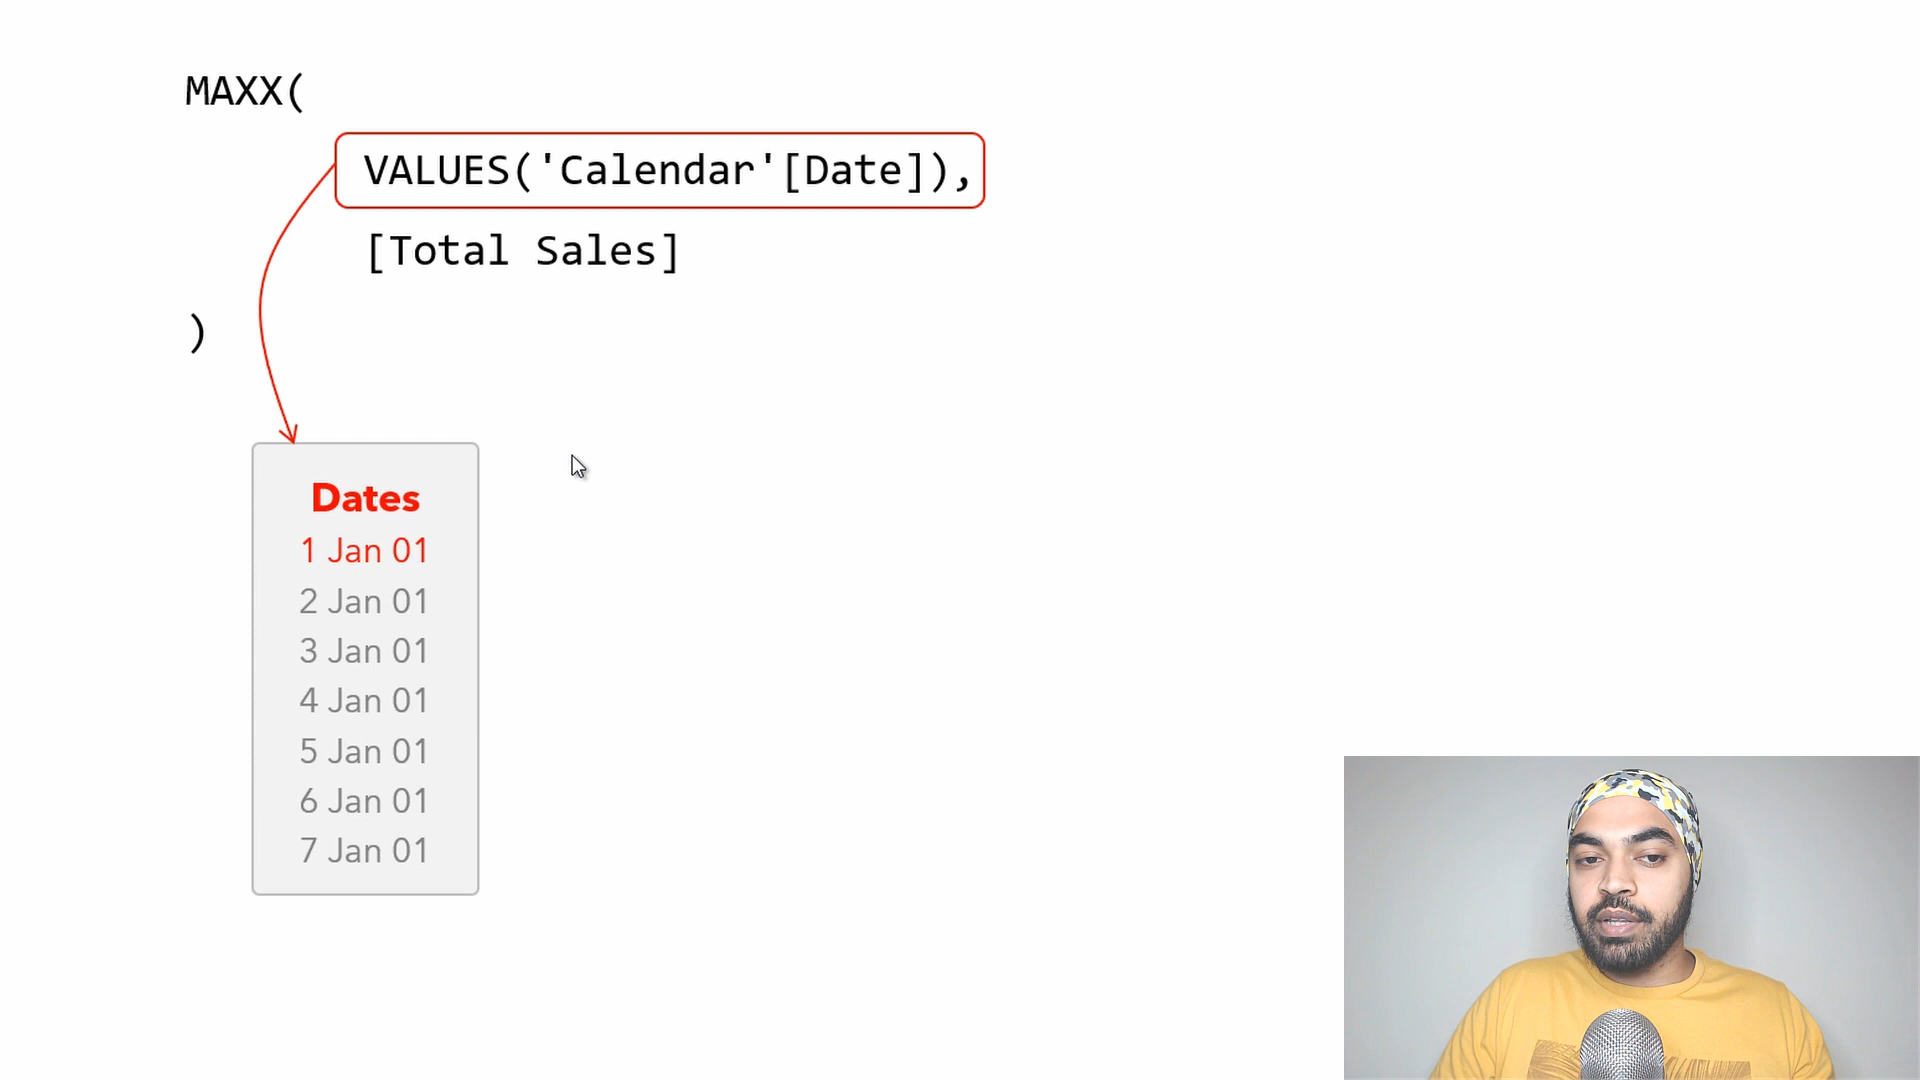 MAXX(
VALUES('Calendar'[Date]),
[Total Sales]
)
Dates
1 Jan 01
2 Jan 01
3 Jan 01
4 Jan 01
5 Jan 01
6 Jan 01
7 Jan 01